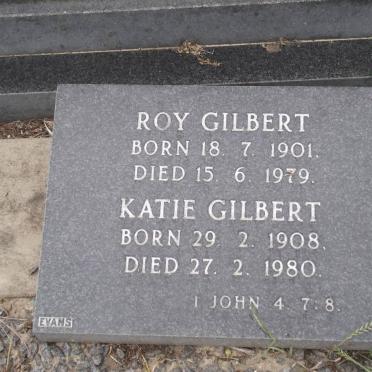 ROY GILBERT
BORN 18. 7. 1901.
DIED 15. 6. 1979.
KATIE GILBERT
BORN 29. 2. 1908.
DIED 27. 2. 1980.
1 JOHN 4. 7:8.
EVANS